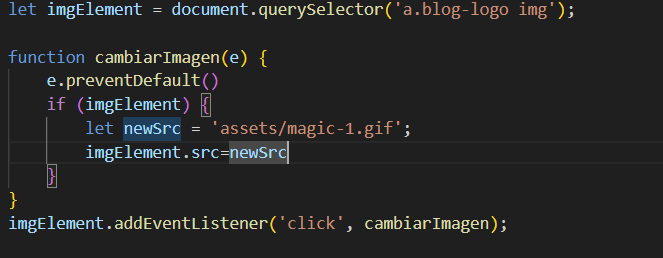 let imgElement = document.querySelector('a.blog-logo img');
function cambiarImagen(e) {
e.preventDefault()
if (imgElement) {
let newSrc = 'assets/magic-1.gif';
imgElement.src=newSrc
}
}
imgElement.addEventListener('click', cambiarImagen);